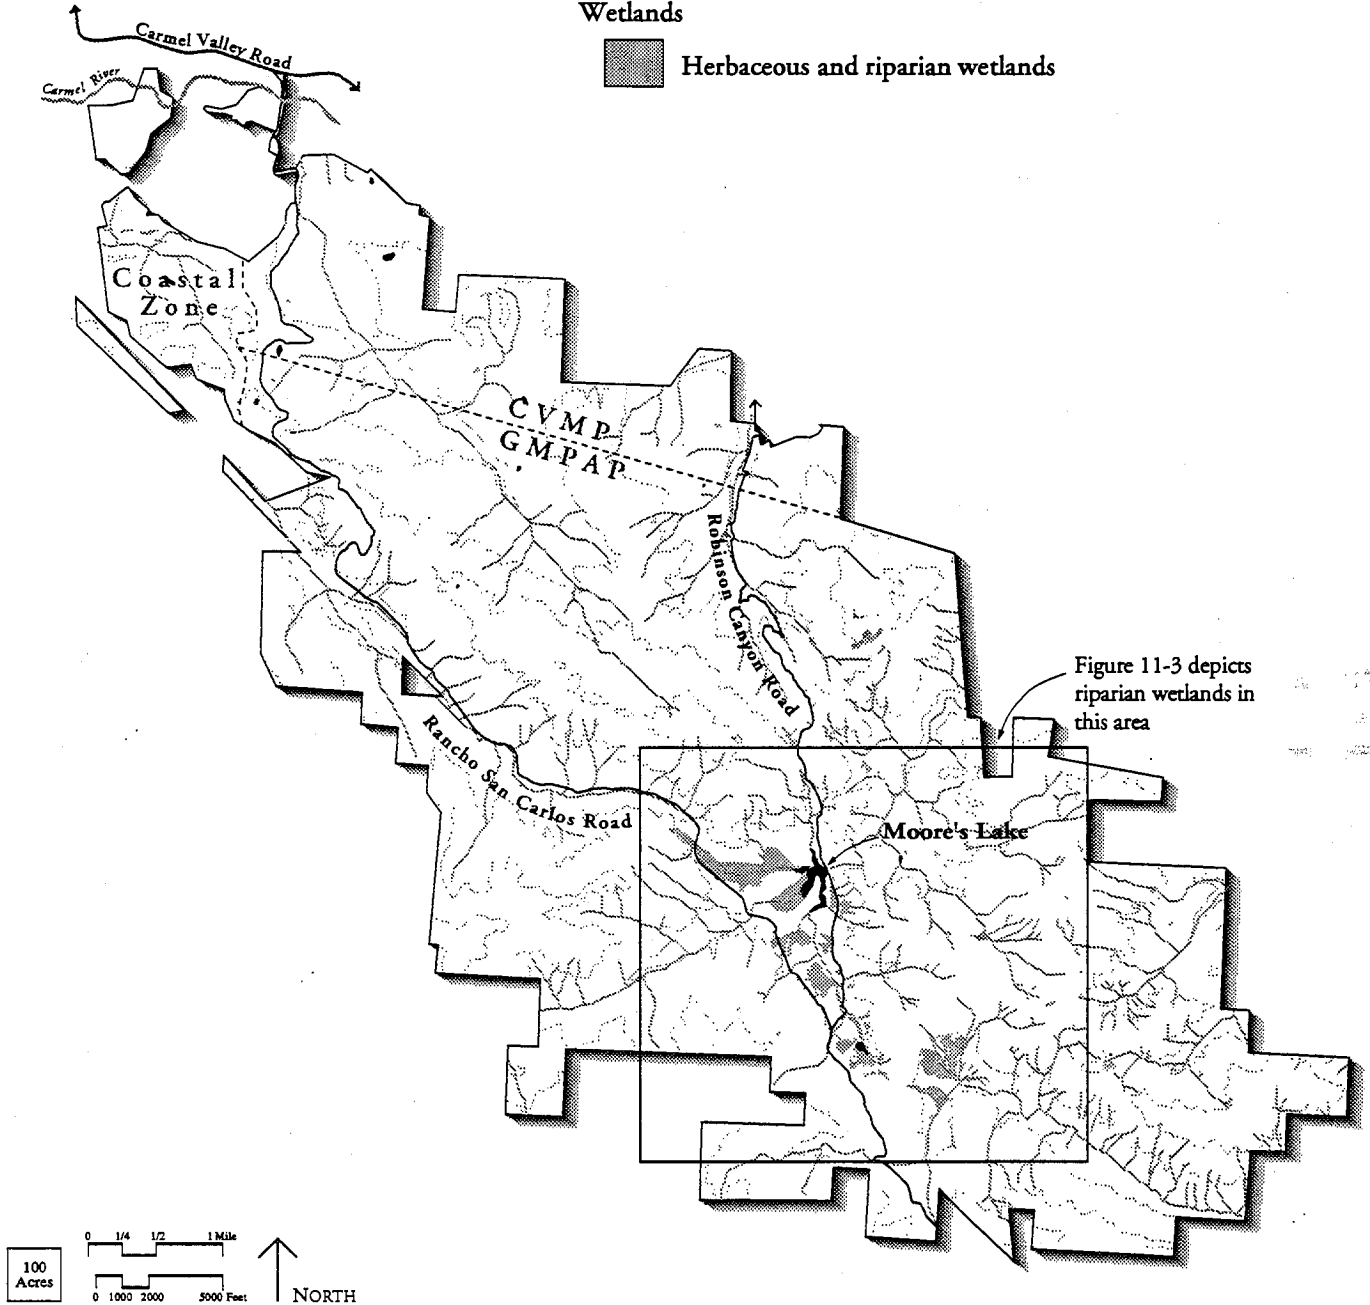 Wetlands
Herbaceous and riparian wetlands
Carmel Valley Road
Carmel River
Coastal
Zone
CVMP
GMPAP
Robinson Canyon Road
Figure 11-3 depicts
riparian wetlands in
this area
Rancho San Carlos Road
Moore's Lake
0 1/4 1/2 1 Mile
100
Acres
0 1000 2000 5000 Feet
NORTH